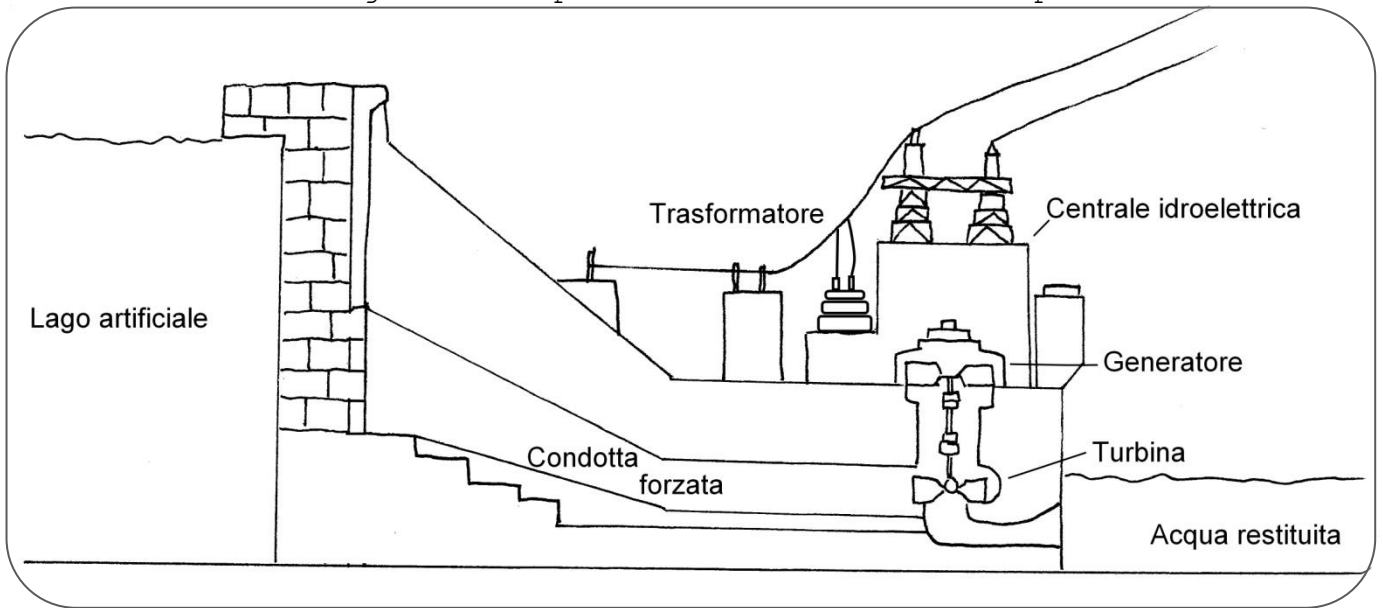 Trasformatore
Centrale idroelettrica
Lago artificiale
Generatore
Condotta
forzata
Turbina
Acqua restituita